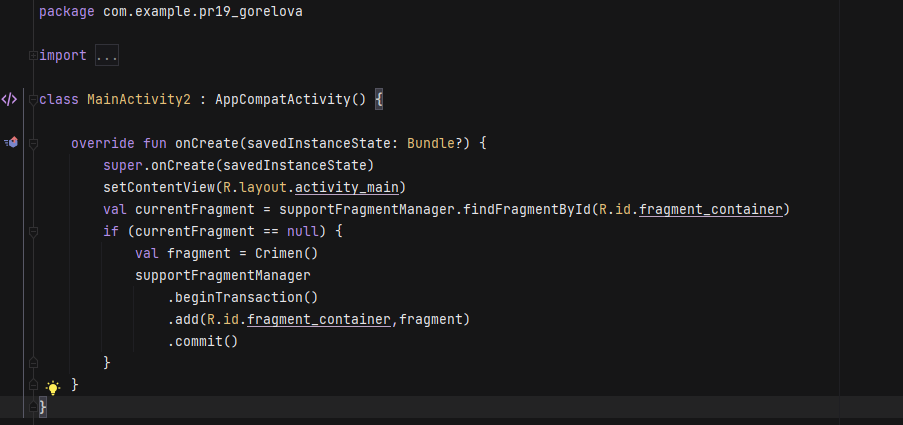 package com.example.pr19_gorelova
import ...
class MainActivity2 : AppCompatActivity() {
override fun onCreate(savedInstanceState: Bundle?) {
super.onCreate(savedInstanceState)
setContentView(R.layout.activity_main)
val currentFragment = supportFragmentManager.findFragmentById(R.id.fragment_container)
if (currentFragment == null) {
val fragment = Crimen()
supportFragmentManager
.beginTransaction()
.add(R.id.fragment_container,fragment)
.commit()
}
}
}